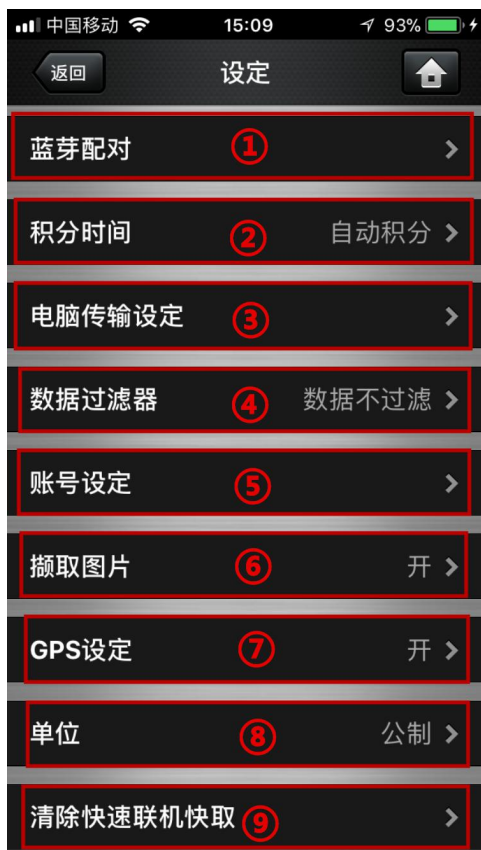 中国移动 15:09 93%
返回 设定
蓝芽配对 ①
积分时间 ② 自动积分
电脑传输设定 ③
数据过滤器 ④ 数据不过滤
账号设定 ⑤
撷取图片 ⑥ 开
GPS设定 ⑦ 开
单位 ⑧ 公制
清除快速联机快取 ⑨